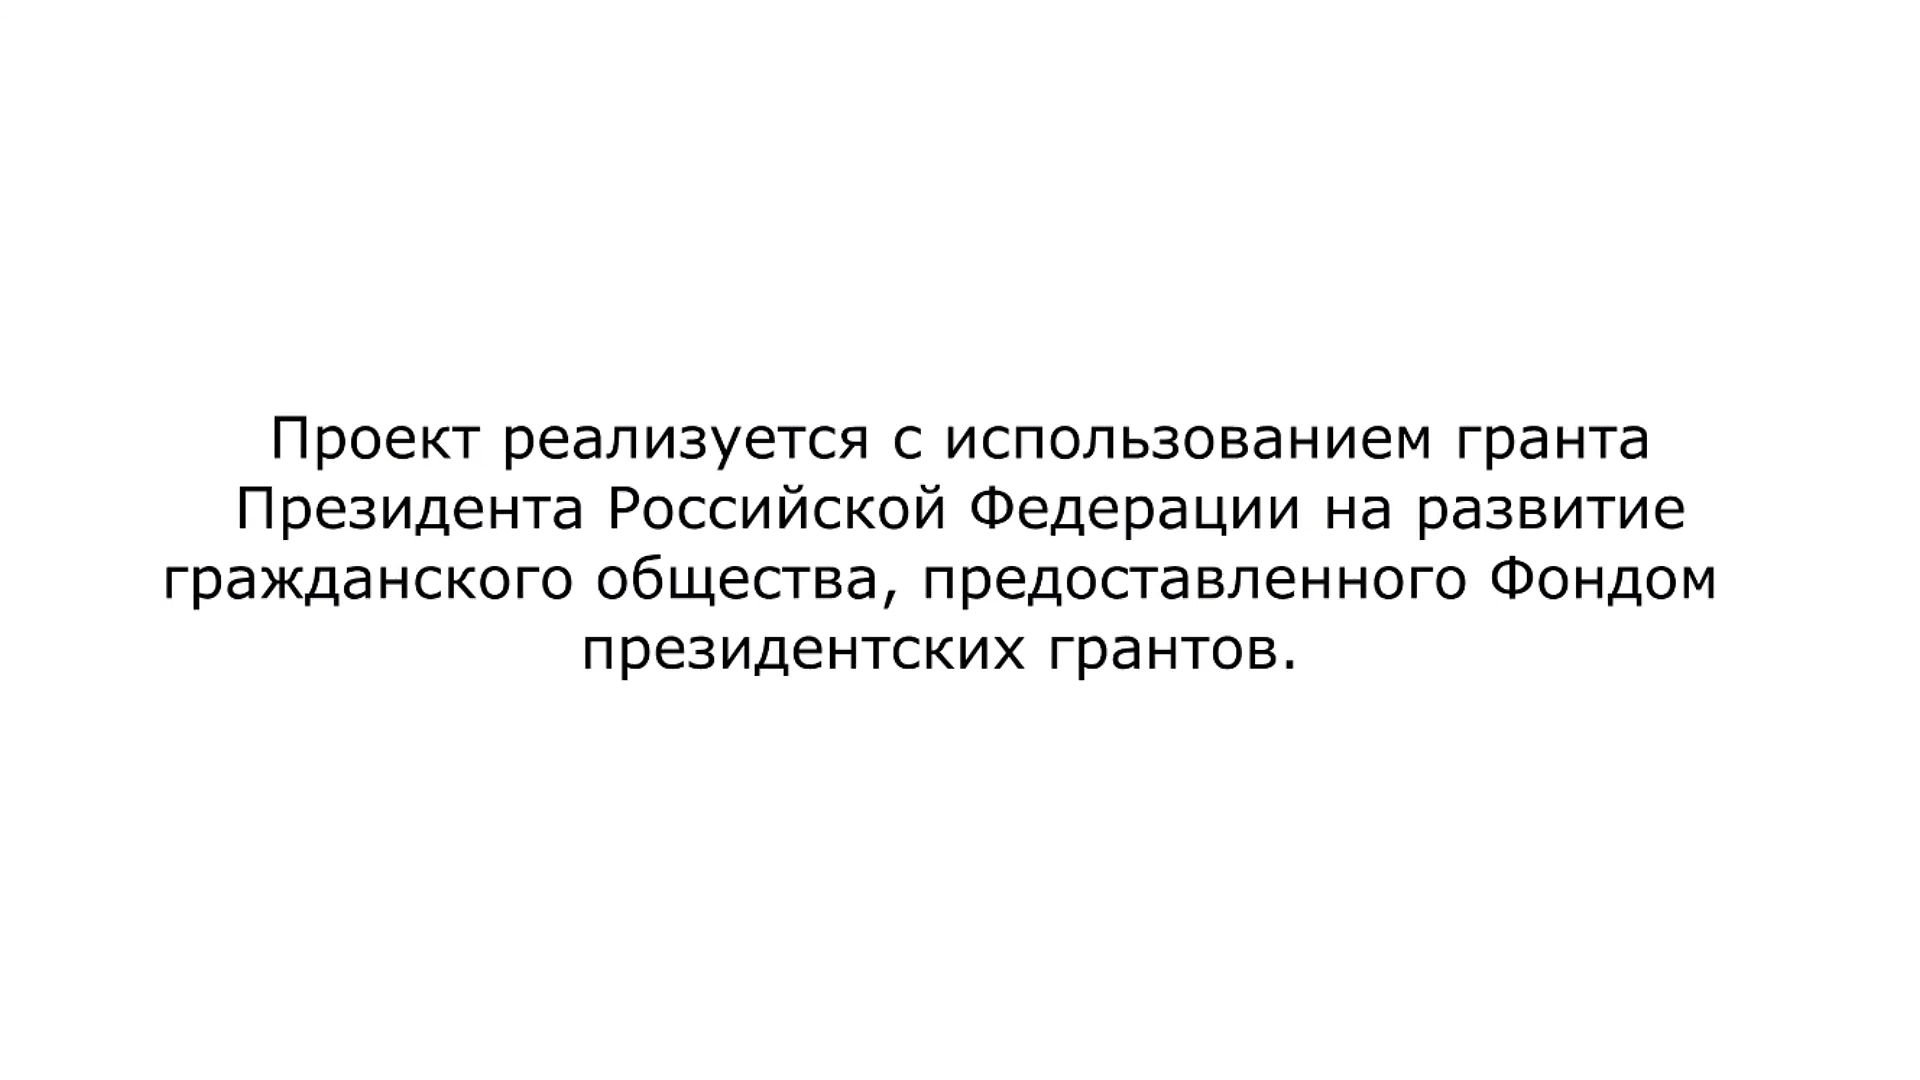 Проект реализуется с использованием гранта
Президента Российской Федерации на развитие
гражданского общества, предоставленного Фондом
президентских грантов.